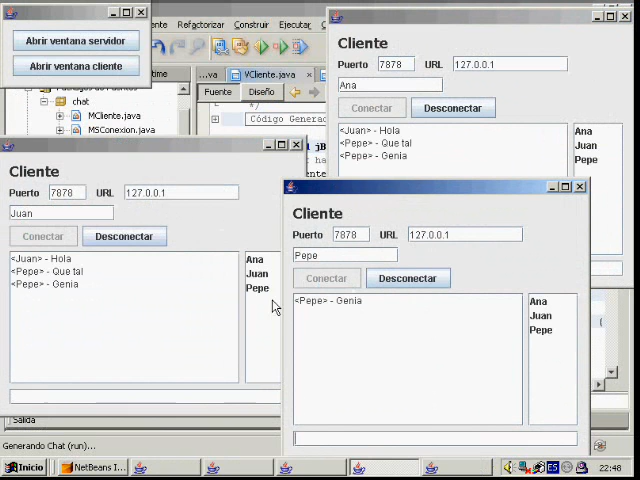 Abrir ventana servidor
Abrir ventana cliente
Refactorizar Construir Ejecutar
VCliente.java
Fuente Diseño
*/
Código Genera
chat
MCliente.java
MSConexion.java
Cliente
Puerto 7878 URL 127.0.0.1
Ana
Conectar Desconectar
<Juan> - Hola
<Pepe> - Que tal
<Pepe> - Genia
Ana
Juan
Pepe
Cliente
Puerto 7878 URL 127.0.0.1
Juan
Conectar Desconectar
<Juan> - Hola
<Pepe> - Que tal
<Pepe> - Genia
Ana
Juan
Pepe
Cliente
Puerto 7878 URL 127.0.0.1
Pepe
Conectar Desconectar
<Pepe> - Genia
Ana
Juan
Pepe
Salida
Generando Chat (run)...
Inicio
NetBeans I...
ES
22:48